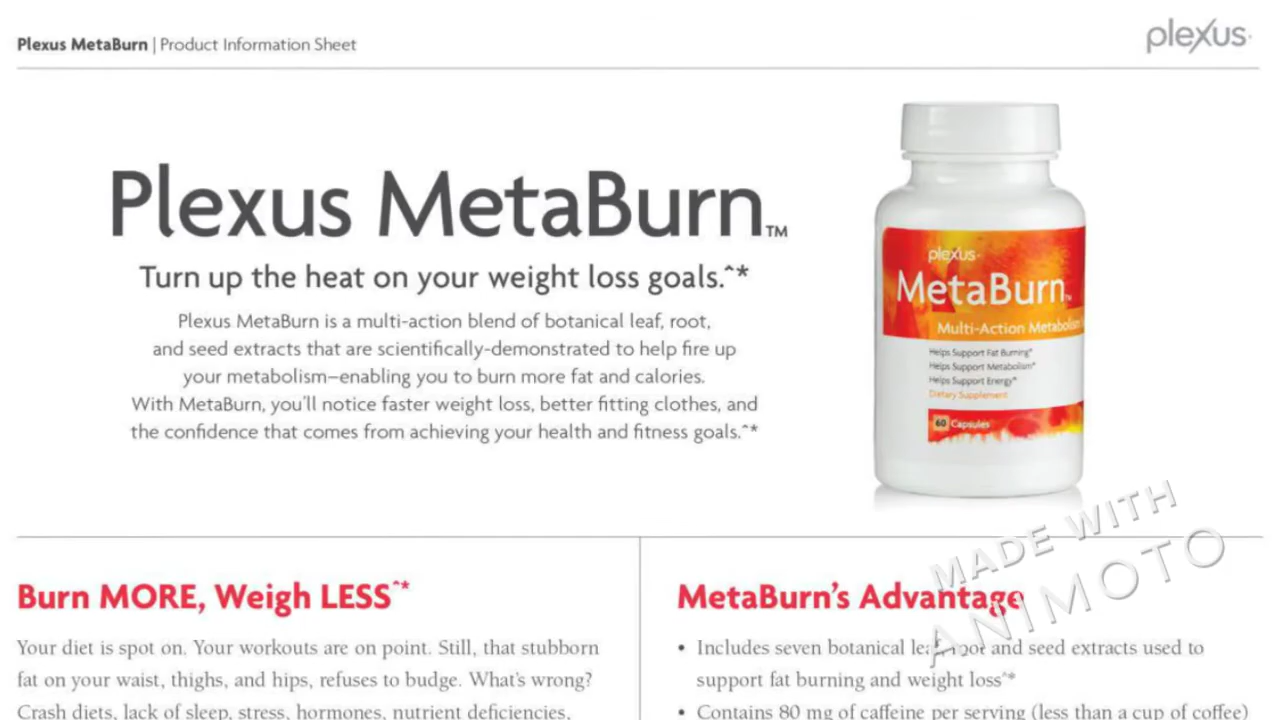 Plexus MetaBurn | Product Information Sheet
plexus
Plexus MetaBurn™
Turn up the heat on your weight loss goals.^*
Plexus MetaBurn is a multi-action blend of botanical leaf, root,
and seed extracts that are scientifically-demonstrated to help fire up
your metabolism—enabling you to burn more fat and calories.
With MetaBurn, you'll notice faster weight loss, better fitting clothes, and
the confidence that comes from achieving your health and fitness goals.^*
plexus
MetaBurn™
Multi-Action Metabolism
Helps Support Fat Burning*
Helps Support Metabolism*
Helps Support Energy*
Dietary Supplement
60 Capsules
MADE WITH
ANIMOTO
Burn MORE, Weigh LESS^*
Your diet is spot on. Your workouts are on point. Still, that stubborn
fat on your waist, thighs, and hips, refuses to budge. What's wrong?
Crash diets, lack of sleep, stress, hormones, nutrient deficiencies,
MetaBurn's Advantage
• Includes seven botanical leaf, root and seed extracts used to
support fat burning and weight loss^*
• Contains 80 mg of caffeine per serving (less than a cup of coffee)